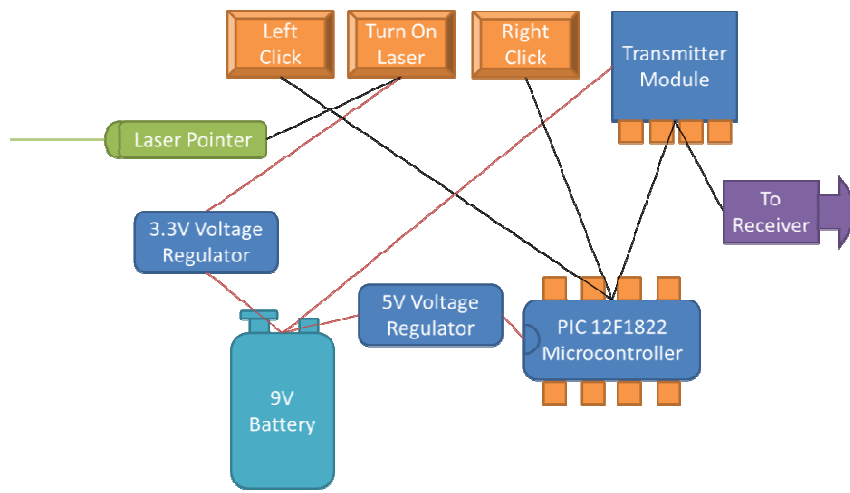 Left
Click
Turn On
Laser
Right
Click
Transmitter
Module
Laser Pointer
To
Receiver
3.3V Voltage
Regulator
5V Voltage
Regulator
PIC 12F1822
Microcontroller
9V
Battery